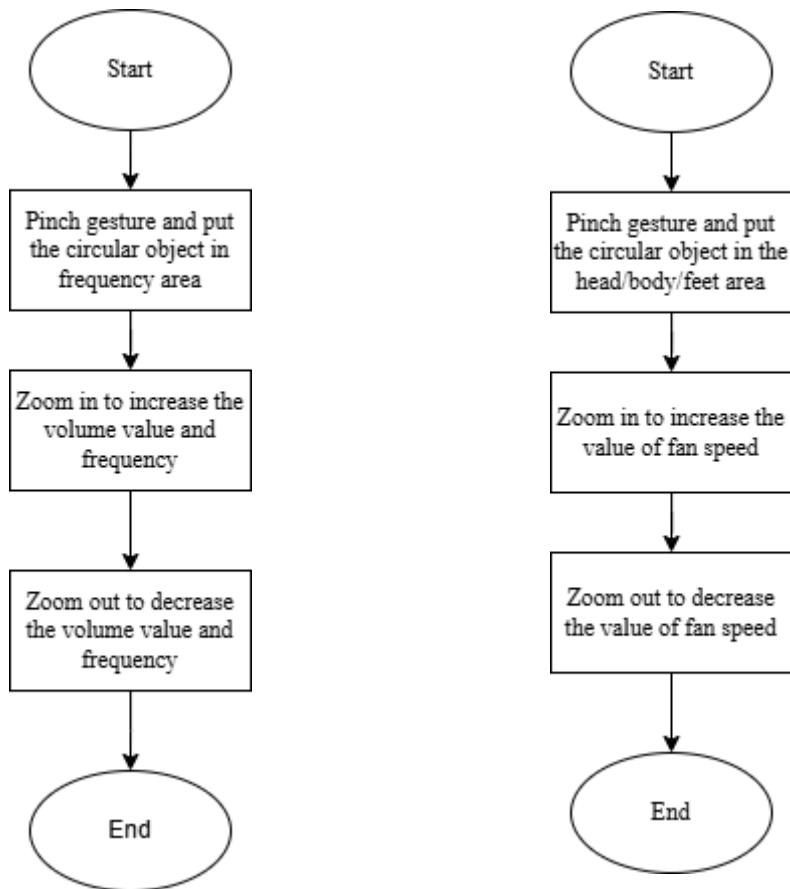 Start
Pinch gesture and put
the circular object in
frequency area
Zoom in to increase the
volume value and
frequency
Zoom out to decrease
the volume value and
frequency
End
Start
Pinch gesture and put
the circular object in the
head/body/feet area
Zoom in to increase the
value of fan speed
Zoom out to decrease
the value of fan speed
End